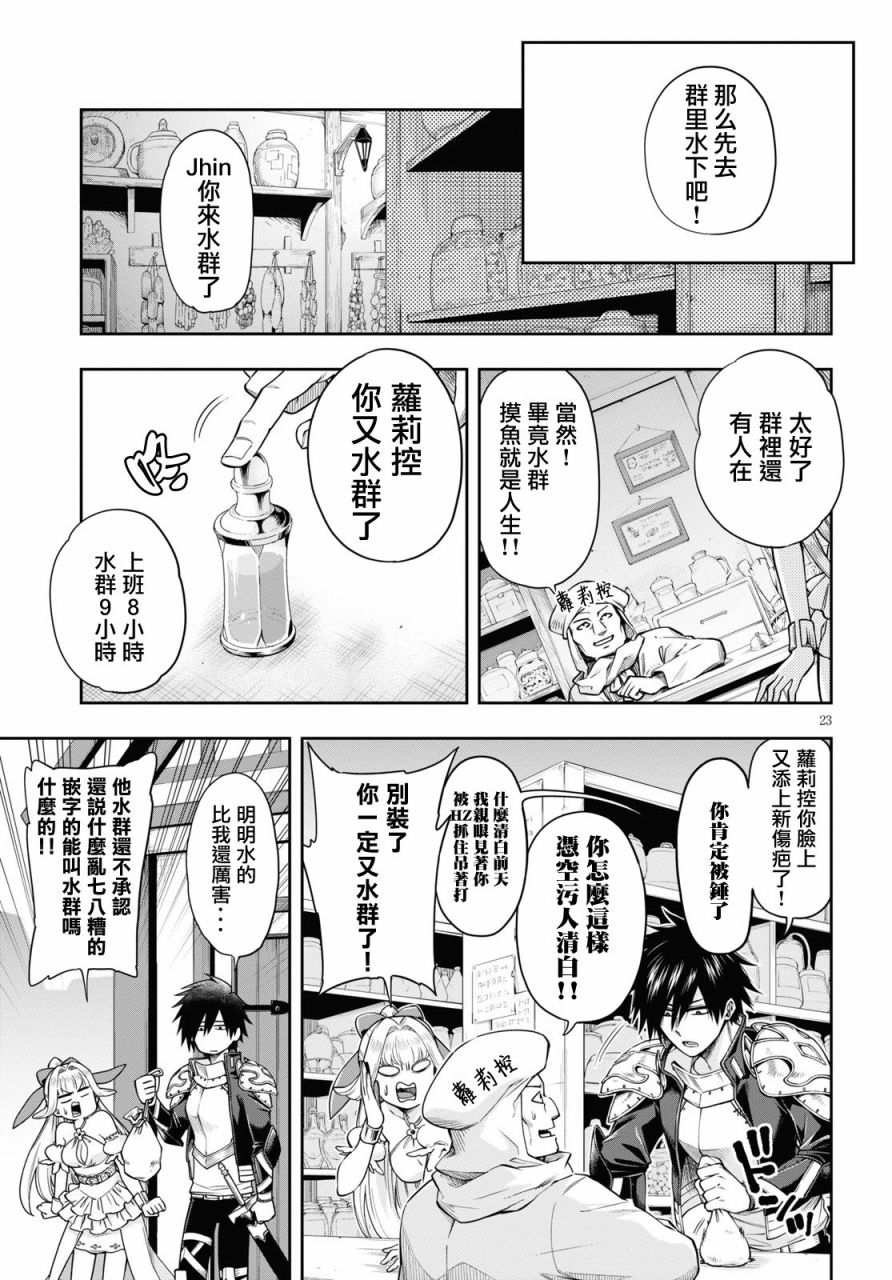 那么先去
群里水下吧！
Jhin
你來水群了
太好了
群裡還
有人在
當然！
畢竟水群
摸魚就是人生!!
蘿莉控
蘿莉控
你又水群了
上班8小時
水群9小時
23
蘿莉控你臉上
又添上新傷疤了！
你肯定被錘了
你怎麼這樣
憑空污人清白!!
什麼清白前天
我親眼見著你
被HZ抓住吊著打
別裝了
你一定又水群了！
蘿莉控
明明水的
比我還厲害···
他水群還不承認
還説什麼亂七八糟的
嵌字的能叫水群嗎
什麼的!!